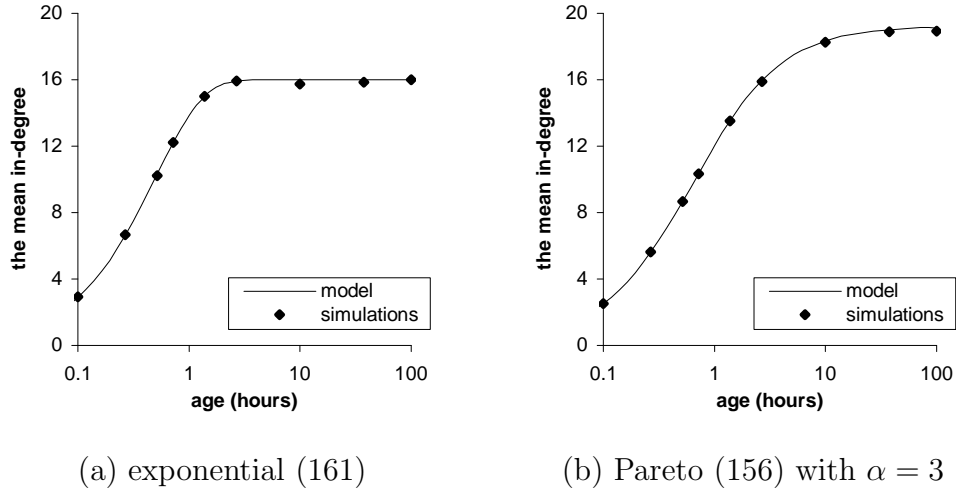 the mean in-degree
20
16
12
8
4
0
0.1 1 10 100
age (hours)
model
simulations
(a) exponential (161)
the mean in-degree
20
16
12
8
4
0
0.1 1 10 100
age (hours)
model
simulations
(b) Pareto (156) with α = 3